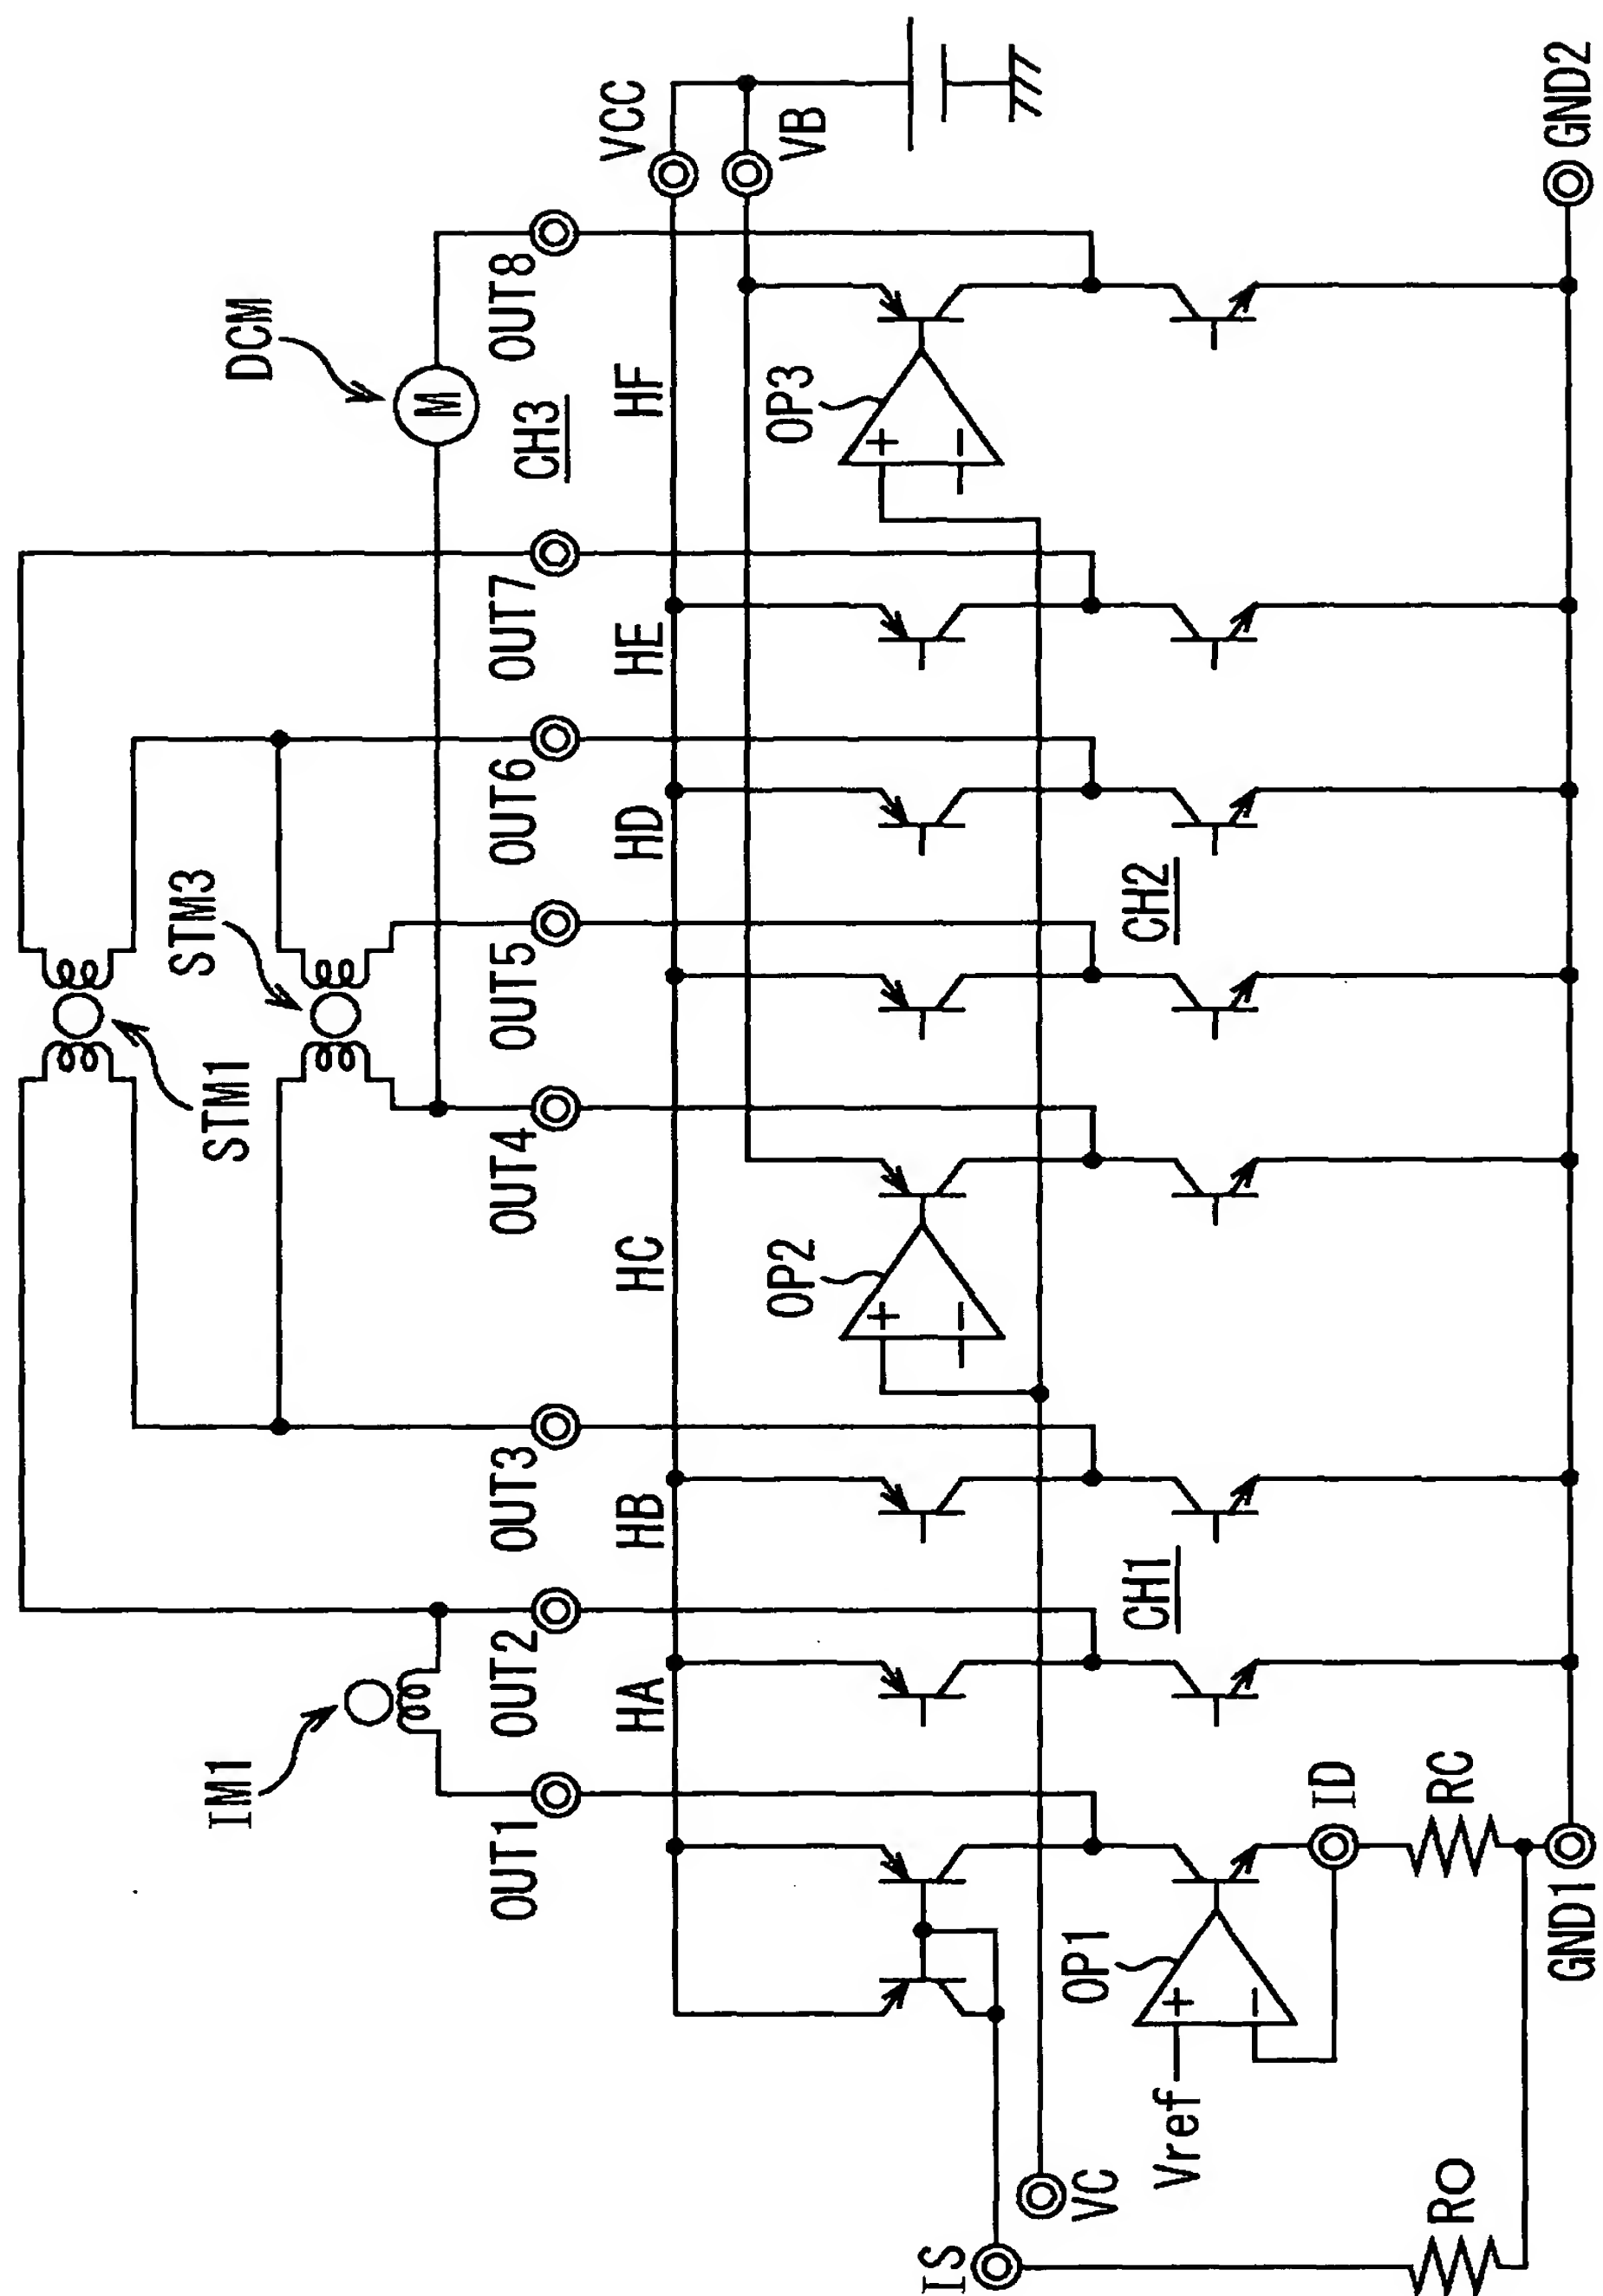 IM1
STM1
STM3
DCM
M
OUT1
OUT2
OUT3
OUT4
OUT5
OUT6
OUT7
OUT8
CH3
HA
HB
HC
HD
HE
HF
VCC
VB
OP2
+
−
OP3
+
−
CH1
CH2
IS
VC
Vref
+
−
OP1
ID
RO
RC
GND1
GND2